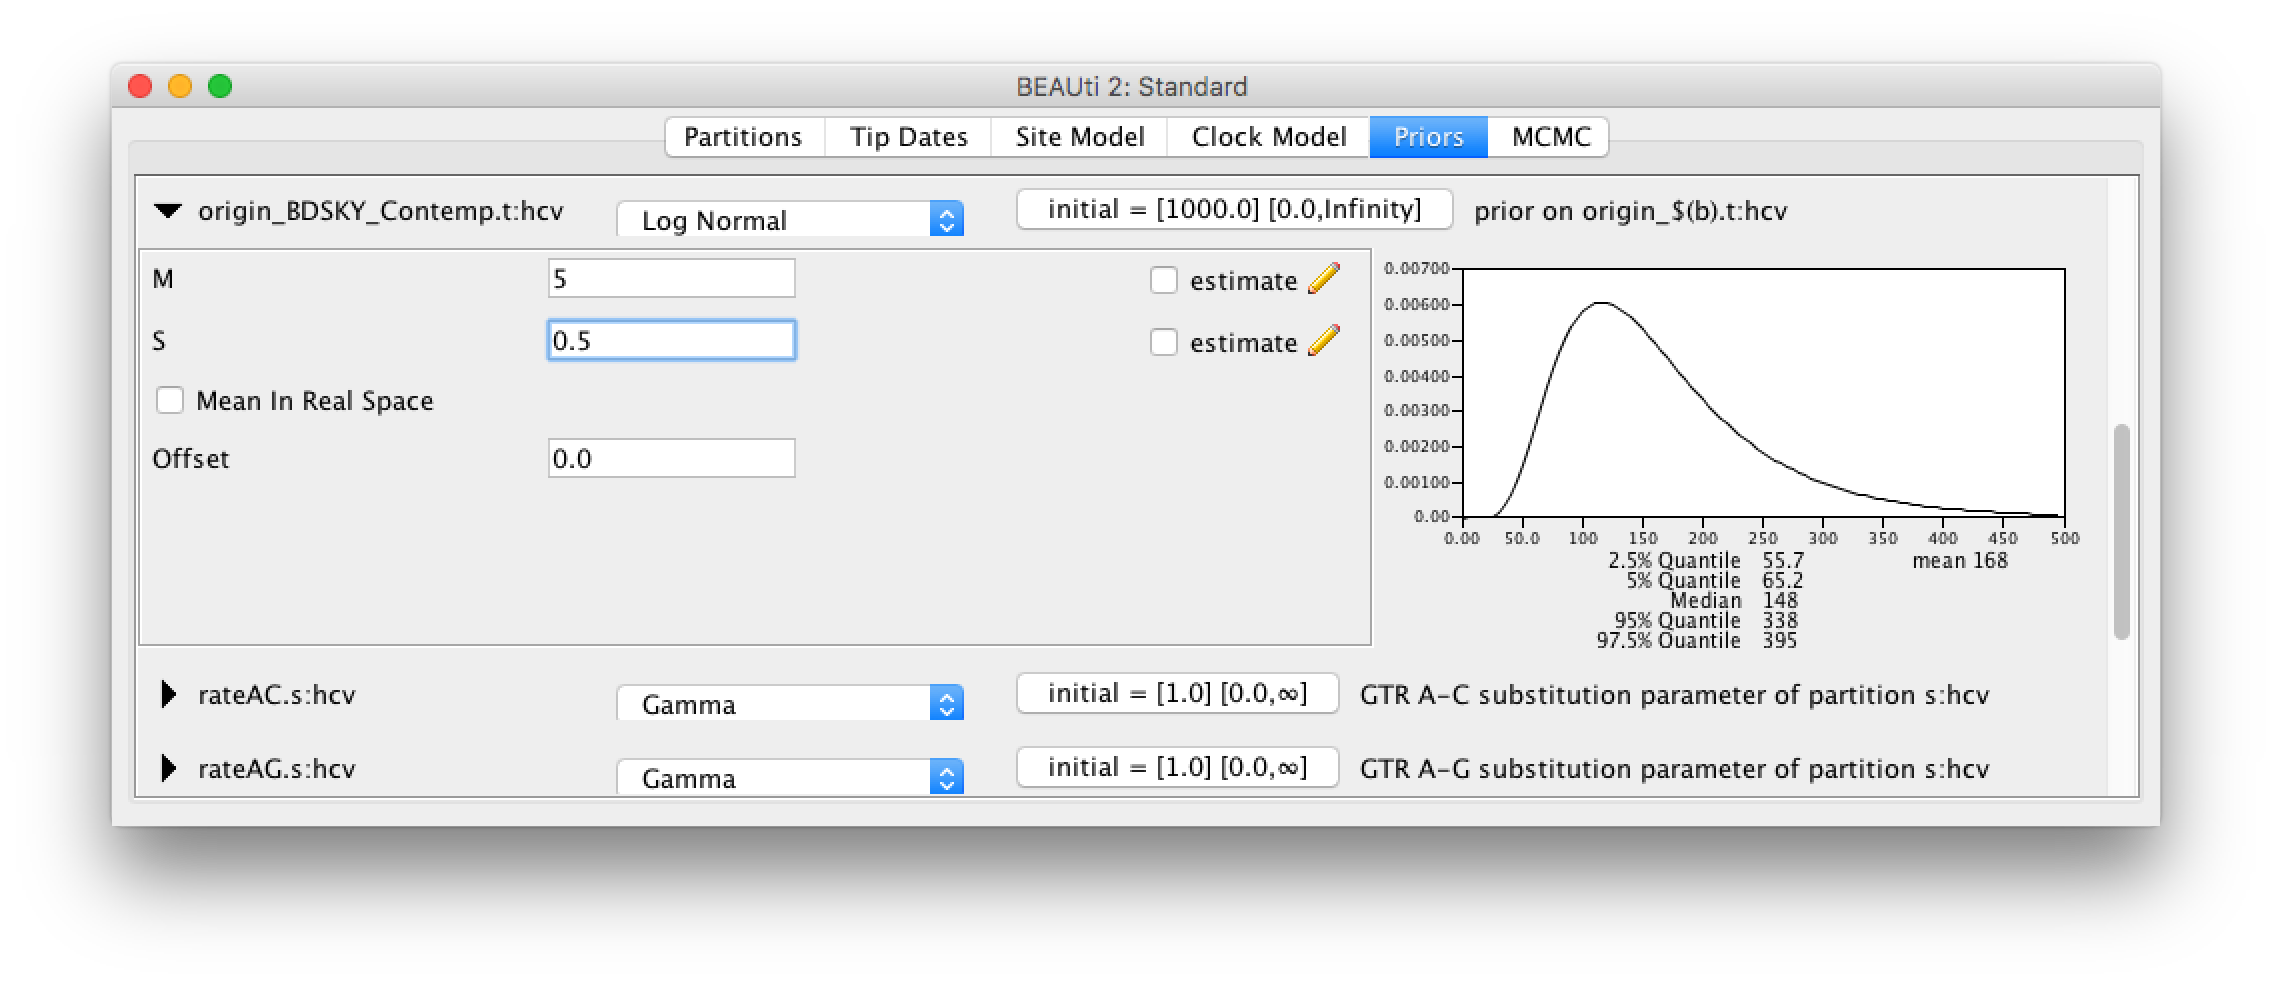 BEAUti 2: Standard
Partitions Tip Dates Site Model Clock Model Priors MCMC
origin_BDSKY_Contemp.t:hcv Log Normal initial = [1000.0] [0.0,Infinity] prior on origin_$(b).t:hcv
M 5 estimate
S 0.5 estimate
Mean In Real Space
Offset 0.0
0.00700
0.00600
0.00500
0.00400
0.00300
0.00200
0.00100
0.00
0.00 50.0 100 150 200 250 300 350 400 450 500
2.5% Quantile 55.7 mean 168
5% Quantile 65.2
Median 148
95% Quantile 338
97.5% Quantile 395
rateAC.s:hcv Gamma initial = [1.0] [0.0,∞] GTR A-C substitution parameter of partition s:hcv
rateAG.s:hcv Gamma initial = [1.0] [0.0,∞] GTR A-G substitution parameter of partition s:hcv